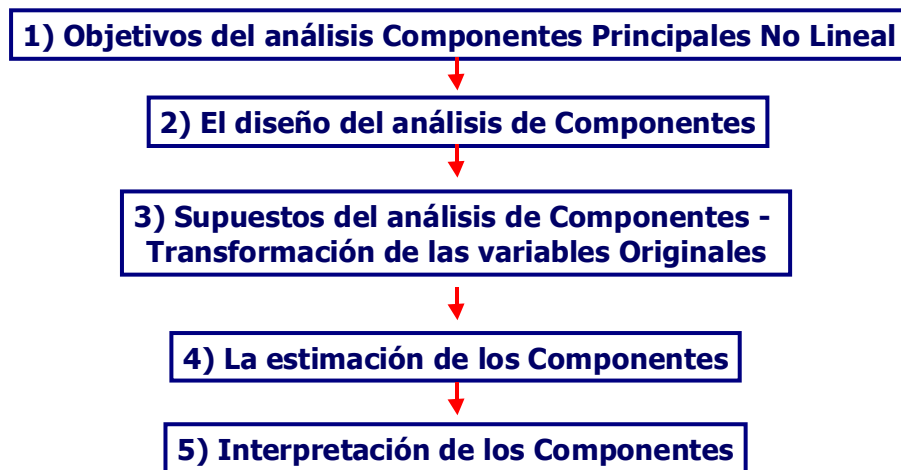 1) Objetivos del análisis Componentes Principales No Lineal
2) El diseño del análisis de Componentes
3) Supuestos del análisis de Componentes -
Transformación de las variables Originales
4) La estimación de los Componentes
5) Interpretación de los Componentes